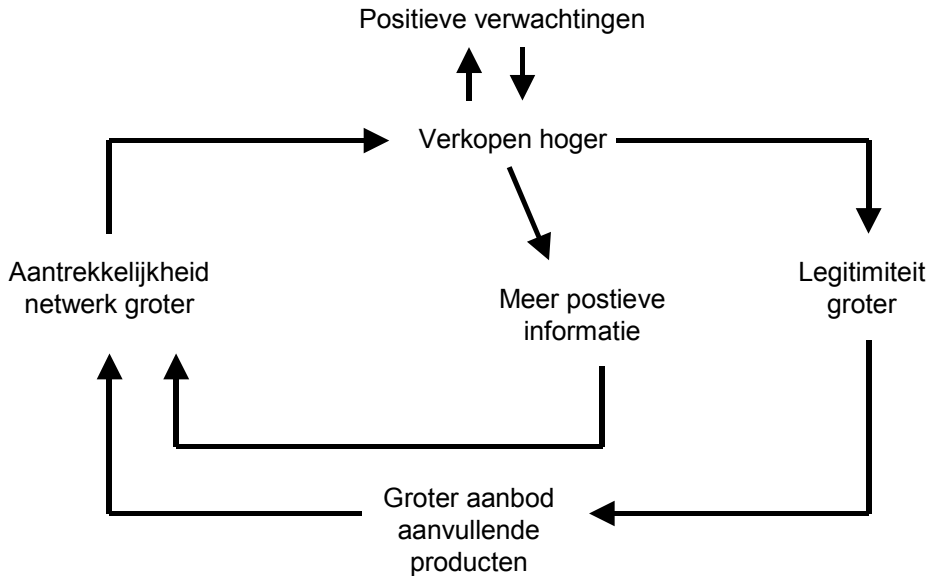 Positieve verwachtingen
Verkopen hoger
Aantrekkelijkheid
netwerk groter
Meer postieve
informatie
Legitimiteit
groter
Groter aanbod
aanvullende
producten